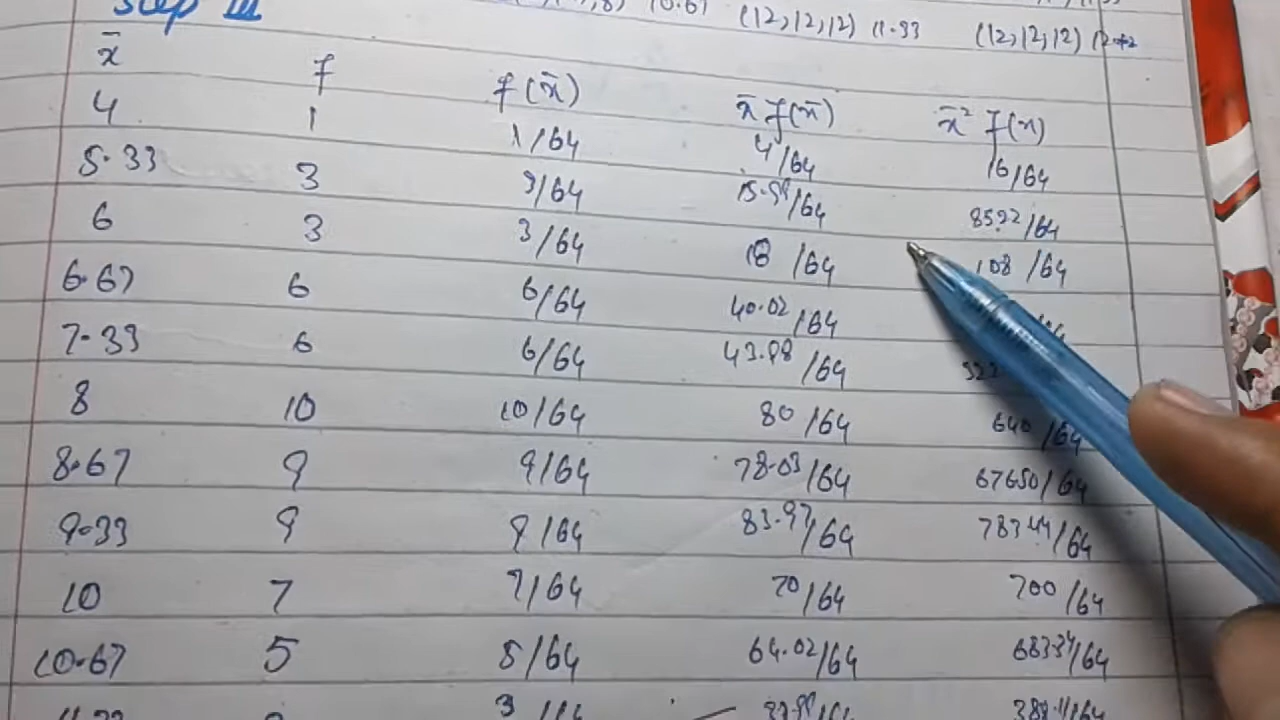 Step III (12,12,12) 11.33 (12,12,12)
x̄ f f(x̄) x̄ f(x̄) x̄² f(x)
4 1 1/64 4/64 16/64
5.33 3 3/64 15.99/64 85.22/64
6 3 3/64 18/64 108/64
6.67 6 6/64 40.02/64
7.33 6 6/64 43.98/64
8 10 10/64 80/64 640/64
8.67 9 9/64 78.03/64 676.50/64
9.33 9 9/64 83.97/64 783.44/64
10 7 7/64 70/64 700/64
10.67 5 5/64 64.02/64 683.34/64
3